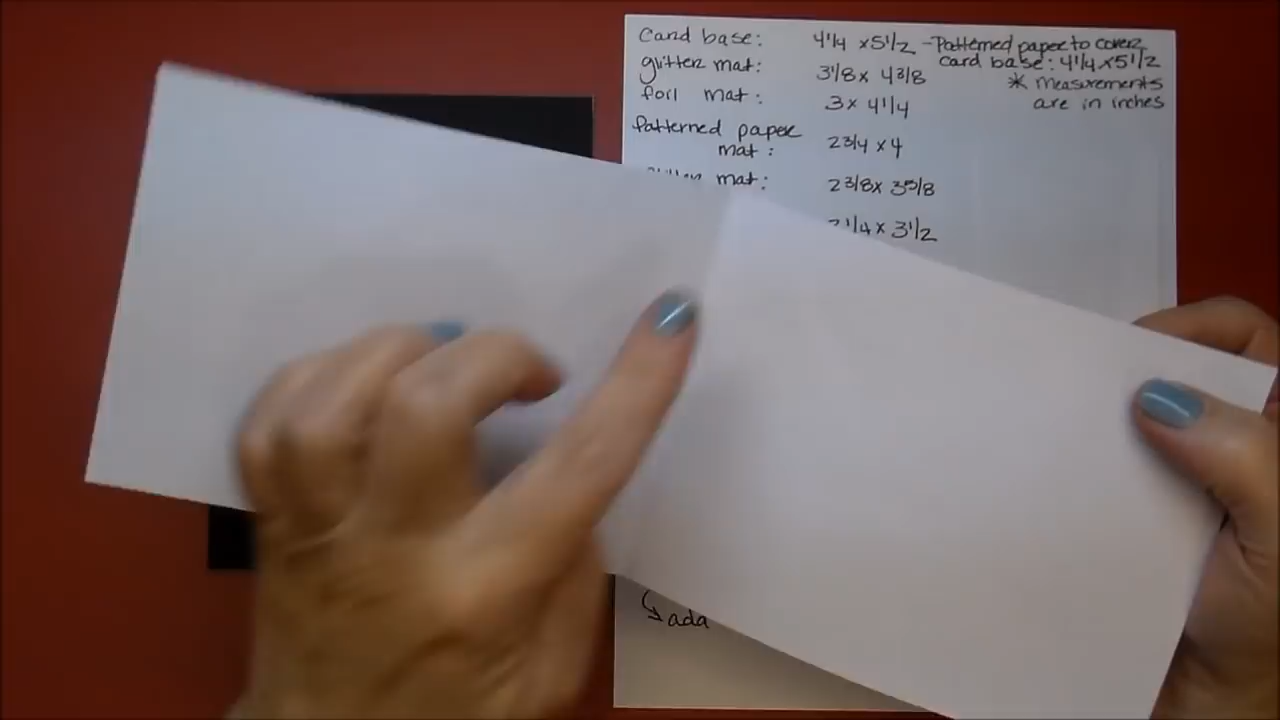 Card base: 4 1/4 x 5 1/2 - Patterned paper to cover
card base: 4 1/4 x 5 1/2
glitter mat: 3 1/8 x 4 3/8
* measurements
are in inches
foil mat: 3 x 4 1/4
Patterned paper
mat: 2 3/4 x 4
mat: 2 3/8 x 3 5/8
1/4 x 3 1/2
↳ ada